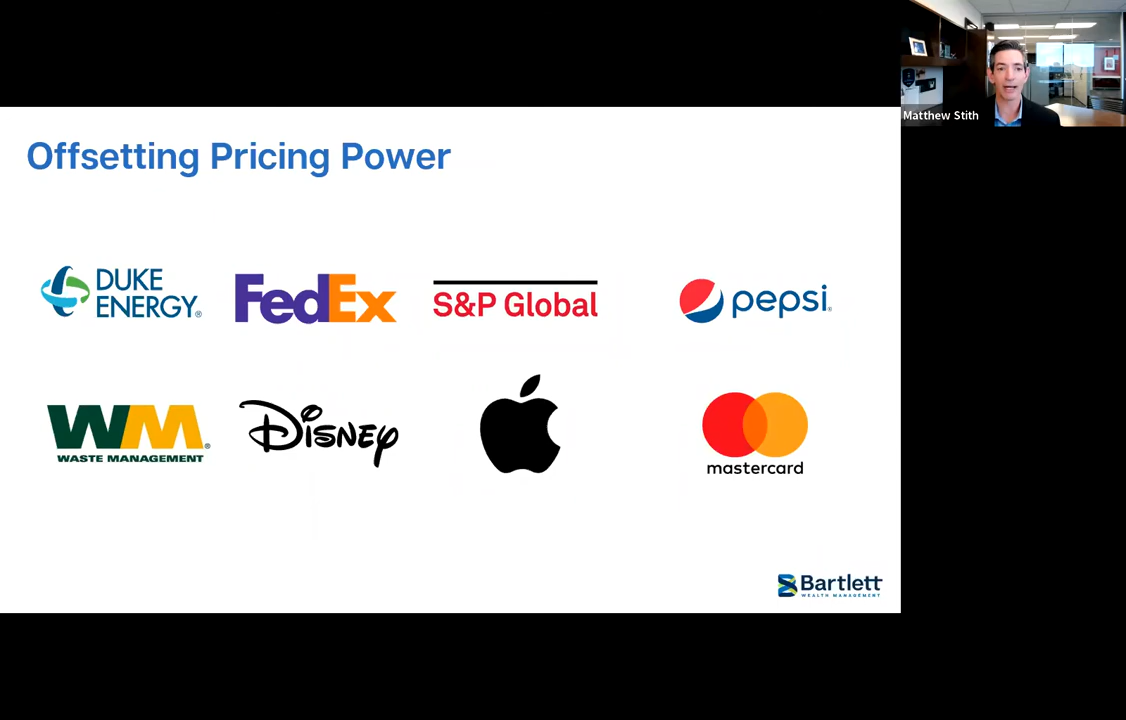 Matthew Stith
Offsetting Pricing Power
DUKE
ENERGY®
FedEx
S&P Global
pepsi®
WM®
WASTE MANAGEMENT
Disney
mastercard
Bartlett
WEALTH MANAGEMENT